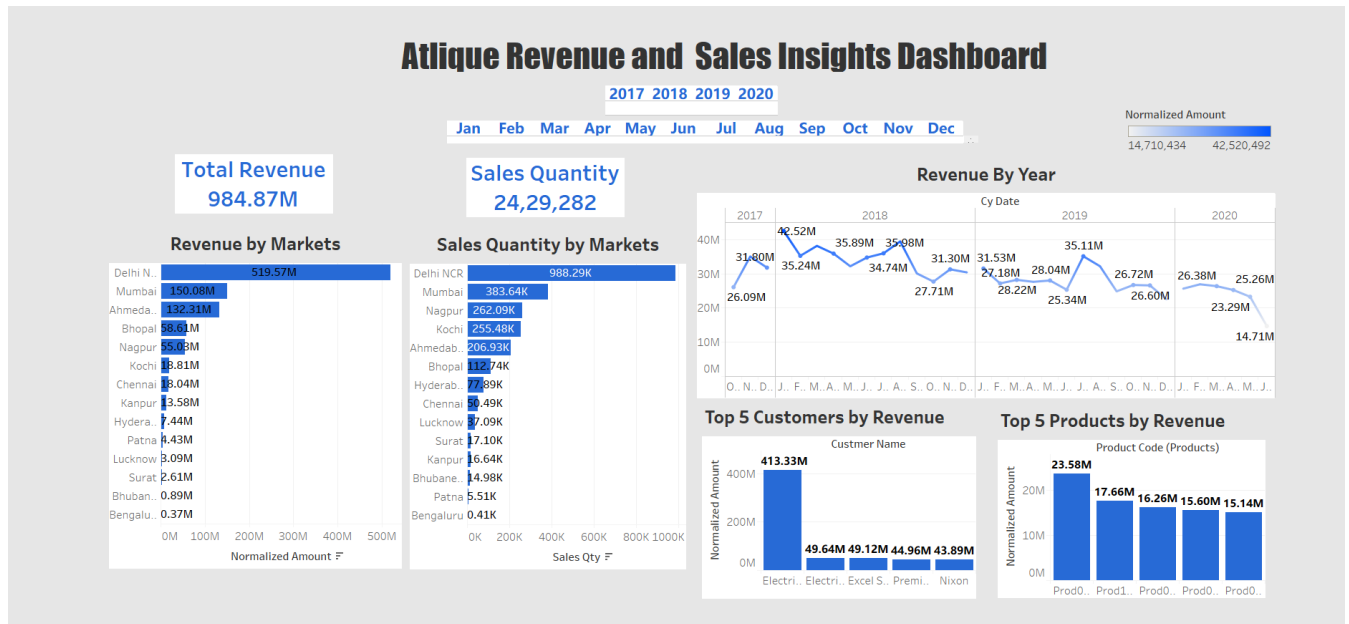 Atlique Revenue and Sales Insights Dashboard
2017 2018 2019 2020
Jan Feb Mar Apr May Jun Jul Aug Sep Oct Nov Dec
Normalized Amount
14,710,434 42,520,492
Total Revenue
984.87M
Sales Quantity
24,29,282
Revenue by Markets
Delhi N.. 519.57M
Mumbai 150.08M
Ahmeda.. 132.31M
Bhopal 58.61M
Nagpur 55.03M
Kochi 18.81M
Chennai 18.04M
Kanpur 13.58M
Hydera.. 7.44M
Patna 4.43M
Lucknow 3.09M
Surat 2.61M
Bhuban.. 0.89M
Bengalu.. 0.37M
0M 100M 200M 300M 400M 500M
Normalized Amount
Sales Quantity by Markets
Delhi NCR 988.29K
Mumbai 383.64K
Nagpur 262.09K
Kochi 255.48K
Ahmedab.. 206.93K
Bhopal 112.74K
Hyderab.. 77.89K
Chennai 50.49K
Lucknow 37.09K
Surat 17.10K
Kanpur 16.64K
Bhubane.. 14.98K
Patna 5.51K
Bengaluru 0.41K
0K 200K 400K 600K 800K 1000K
Sales Qty
Revenue By Year
Cy Date
2017 2018 2019 2020
40M
30M
20M
10M
0M
26.09M 31.80M 42.52M 35.24M 35.89M 34.74M 35.98M 27.71M 31.30M 31.53M 27.18M 28.22M 28.04M 25.34M 35.11M 26.72M 26.60M 26.38M 23.29M 25.26M 14.71M
O.. N.. D.. J.. F.. M.. A.. M.. J.. J.. A.. S.. O.. N.. D.. J.. F.. M.. A.. M.. J.. J.. A.. S.. O.. N.. D.. J.. F.. M.. A.. M.. J..
Top 5 Customers by Revenue
Custmer Name
Normalized Amount
400M
200M
0M
413.33M 49.64M 49.12M 44.96M 43.89M
Electri.. Electri.. Excel S.. Premi.. Nixon
Top 5 Products by Revenue
Product Code (Products)
Normalized Amount
20M
10M
0M
23.58M 17.66M 16.26M 15.60M 15.14M
Prod0.. Prod1.. Prod0.. Prod0.. Prod0..